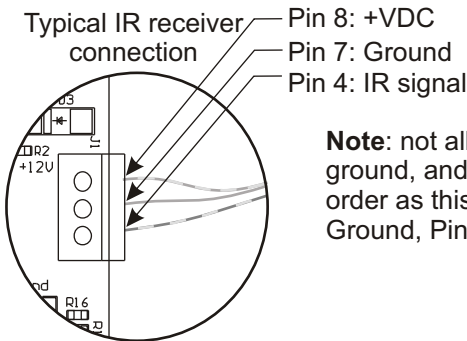 Typical IR receiver
connection
Pin 8: +VDC
Pin 7: Ground
Pin 4: IR signal
Note: not all
ground, and
order as this
Ground, Pin
J3
J1
R2
+12V
R16